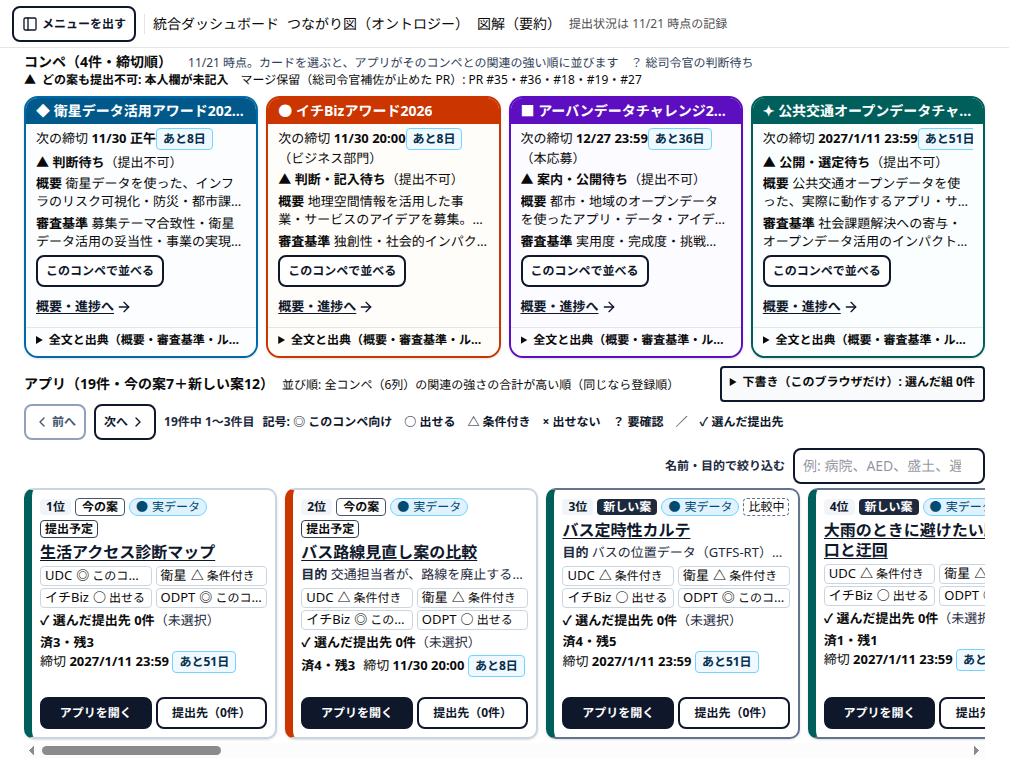 メニューを出す 統合ダッシュボード つながり図（オントロジー） 図解（要約） 提出状況は 11/21 時点の記録
コンペ（4件・締切順） 11/21 時点。カードを選ぶと、アプリがそのコンペとの関連の強い順に並びます ？ 総司令官の判断待ち
▲ どの案も提出不可: 本人欄が未記入 マージ保留（総司令官補佐が止めた PR）: PR #35・#36・#18・#19・#27
◆ 衛星データ活用アワード202...
次の締切 11/30 正午 あと8日
▲ 判断待ち（提出不可）
概要 衛星データを使った、インフ
ラのリスク可視化・防災・都市課...
審査基準 募集テーマ合致性・衛星
データ活用の妥当性・事業の実現...
このコンペで並べる
概要・進捗へ →
▶ 全文と出典（概要・審査基準・ル...
● イチBizアワード2026
次の締切 11/30 20:00 あと8日
（ビジネス部門）
▲ 判断・記入待ち（提出不可）
概要 地理空間情報を活用した事
業・サービスのアイデアを募集。...
審査基準 独創性・社会的インパク...
このコンペで並べる
概要・進捗へ →
▶ 全文と出典（概要・審査基準・ル...
■ アーバンデータチャレンジ2...
次の締切 12/27 23:59 あと36日
（本応募）
▲ 案内・公開待ち（提出不可）
概要 都市・地域のオープンデータ
を使ったアプリ・データ・アイデ...
審査基準 実用度・完成度・挑戦...
このコンペで並べる
概要・進捗へ →
▶ 全文と出典（概要・審査基準・ル...
✦ 公共交通オープンデータチャ...
次の締切 2027/1/11 23:59 あと51日
▲ 公開・選定待ち（提出不可）
概要 公共交通オープンデータを使
った、実際に動作するアプリ・サ...
審査基準 社会課題解決への寄与・
オープンデータ活用のインパクト...
このコンペで並べる
概要・進捗へ →
▶ 全文と出典（概要・審査基準・ル...
アプリ（19件・今の案7＋新しい案12） 並び順: 全コンペ（6列）の関連の強さの合計が高い順（同じなら登録順） ▶ 下書き（このブラウザだけ）: 選んだ組 0件
前へ 次へ 19件中 1〜3件目 記号: ◎ このコンペ向け ○ 出せる △ 条件付き × 出せない ？ 要確認 ／ ✓ 選んだ提出先
名前・目的で絞り込む 例: 病院、AED、盛土、通
1位 今の案 ● 実データ
提出予定
生活アクセス診断マップ
UDC ◎ このコ... 衛星 △ 条件付き
イチBiz ○ 出せる ODPT ◎ このコ...
✓ 選んだ提出先 0件（未選択）
済3・残3
締切 2027/1/11 23:59 あと51日
アプリを開く 提出先（0件）
2位 今の案 ● 実データ
提出予定
バス路線見直し案の比較
目的 交通担当者が、路線を廃止する...
UDC △ 条件付き 衛星 △ 条件付き
イチBiz ◎ この... ODPT ○ 出せる
✓ 選んだ提出先 0件（未選択）
済4・残3 締切 11/30 20:00 あと8日
アプリを開く 提出先（0件）
3位 新しい案 ● 実データ 比較中
バス定時性カルテ
目的 バスの位置データ（GTFS-RT）...
UDC △ 条件付き 衛星 △ 条件付き
イチBiz ○ 出せる ODPT ◎ このコ...
✓ 選んだ提出先 0件（未選択）
済4・残5
締切 2027/1/11 23:59 あと51日
アプリを開く 提出先（0件）
4位 新しい案 ● 実デー
大雨のときに避けたい
口と迂回
UDC △ 条件付き 衛星 △
イチBiz ○ 出せる ODPT
✓ 選んだ提出先 0件（未選
済1・残1
締切 2027/1/11 23:59 あと
アプリを開く 提出